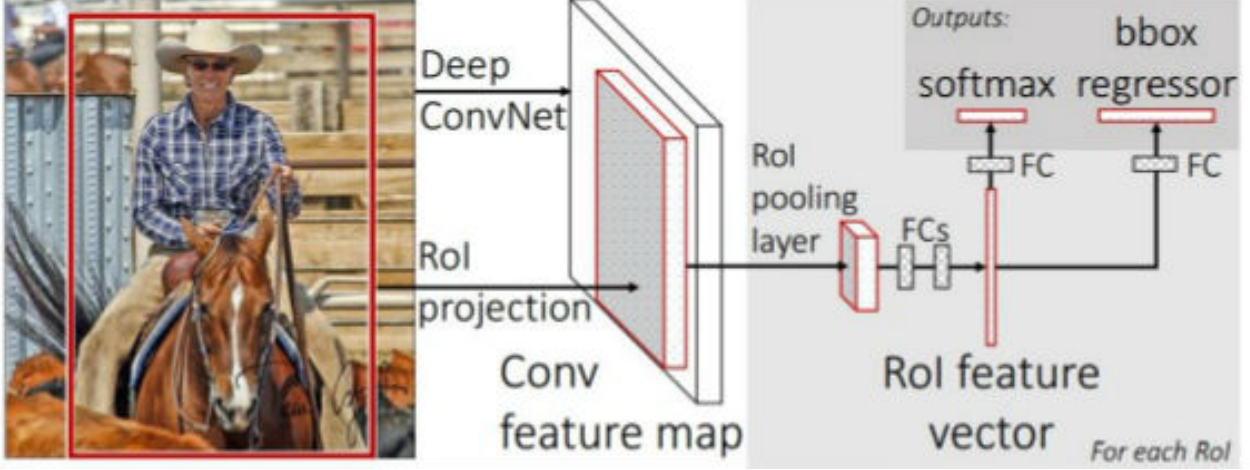 Deep
ConvNet
RoI
projection
Conv
feature map
RoI
pooling
layer
FCs
RoI feature
vector
For each RoI
Outputs:
softmax
bbox
regressor
FC
FC